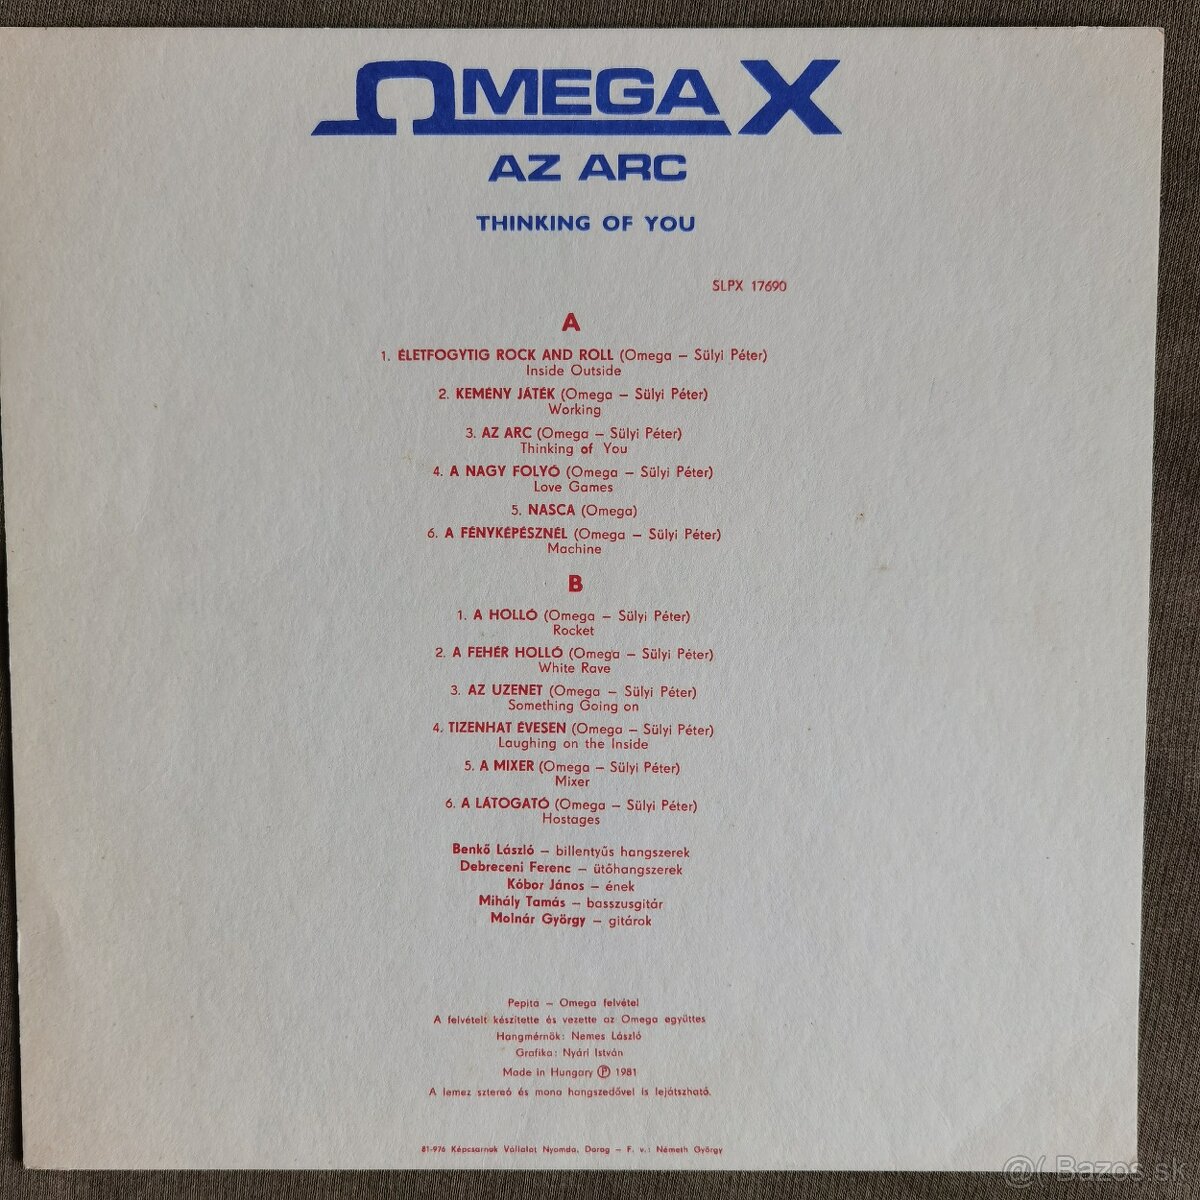 ΩMEGA X
AZ ARC
THINKING OF YOU
SLPX 17690
A
1. ÉLETFOGYTIG ROCK AND ROLL (Omega – Sülyi Péter)
Inside Outside
2. KEMÉNY JÁTÉK (Omega – Sülyi Péter)
Working
3. AZ ARC (Omega – Sülyi Péter)
Thinking of You
4. A NAGY FOLYÓ (Omega – Sülyi Péter)
Love Games
5. NASCA (Omega)
6. A FÉNYKÉPÉSZNÉL (Omega – Sülyi Péter)
Machine
B
1. A HOLLÓ (Omega – Sülyi Péter)
Rocket
2. A FEHÉR HOLLÓ (Omega – Sülyi Péter)
White Rave
3. AZ UZENET (Omega – Sülyi Péter)
Something Going on
4. TIZENHAT ÉVESEN (Omega – Sülyi Péter)
Laughing on the Inside
5. A MIXER (Omega – Sülyi Péter)
Mixer
6. A LÁTOGATÓ (Omega – Sülyi Péter)
Hostages
Benkő László – billentyűs hangszerek
Debreceni Ferenc – ütőhangszerek
Kóbor János – ének
Mihály Tamás – basszusgitár
Molnár György – gitárok
Pepita – Omega felvétel
A felvételt készítette és vezette az Omega együttes
Hangmérnök: Nemes László
Grafika: Nyári István
Made in Hungary Ⓟ 1981
A lemez sztereó és mono hangszedővel is lejátszható.
81-976 Képcsarnok Vállalat Nyomda, Dorog – F. v.: Németh György
@( Bazos.sk